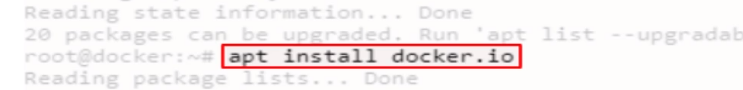 Reading state information... Done
20 packages can be upgraded. Run 'apt list --upgradab
root@docker:~# apt install docker.io
Reading package lists... Done